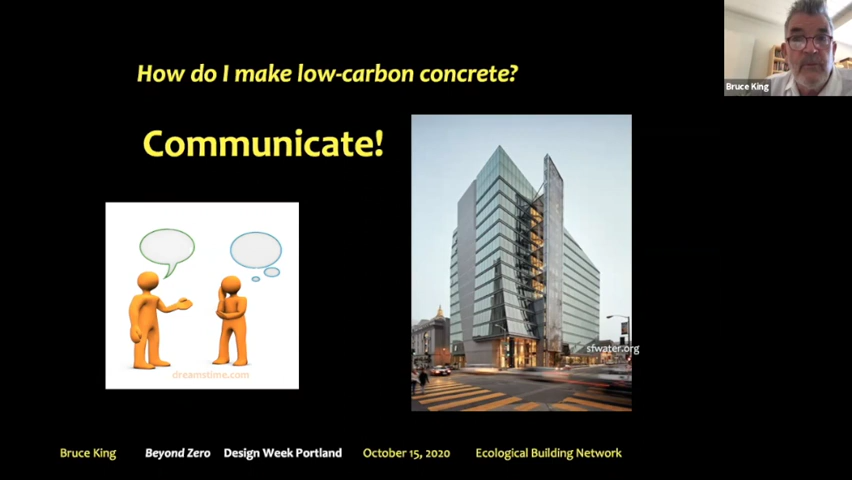 How do I make low-carbon concrete?
Bruce King
Communicate!
sfwater.org
dreamstime.com
Bruce King Beyond Zero Design Week Portland October 15, 2020 Ecological Building Network